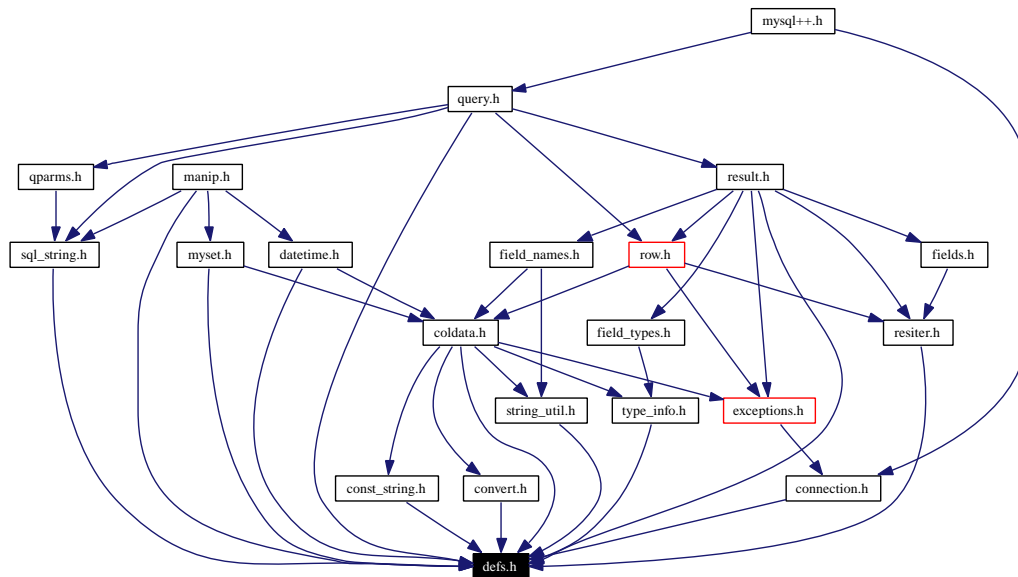 mysql++.h
query.h
qparms.h
manip.h
result.h
sql_string.h
myset.h
datetime.h
field_names.h
row.h
fields.h
coldata.h
field_types.h
resiter.h
string_util.h
type_info.h
exceptions.h
const_string.h
convert.h
connection.h
defs.h